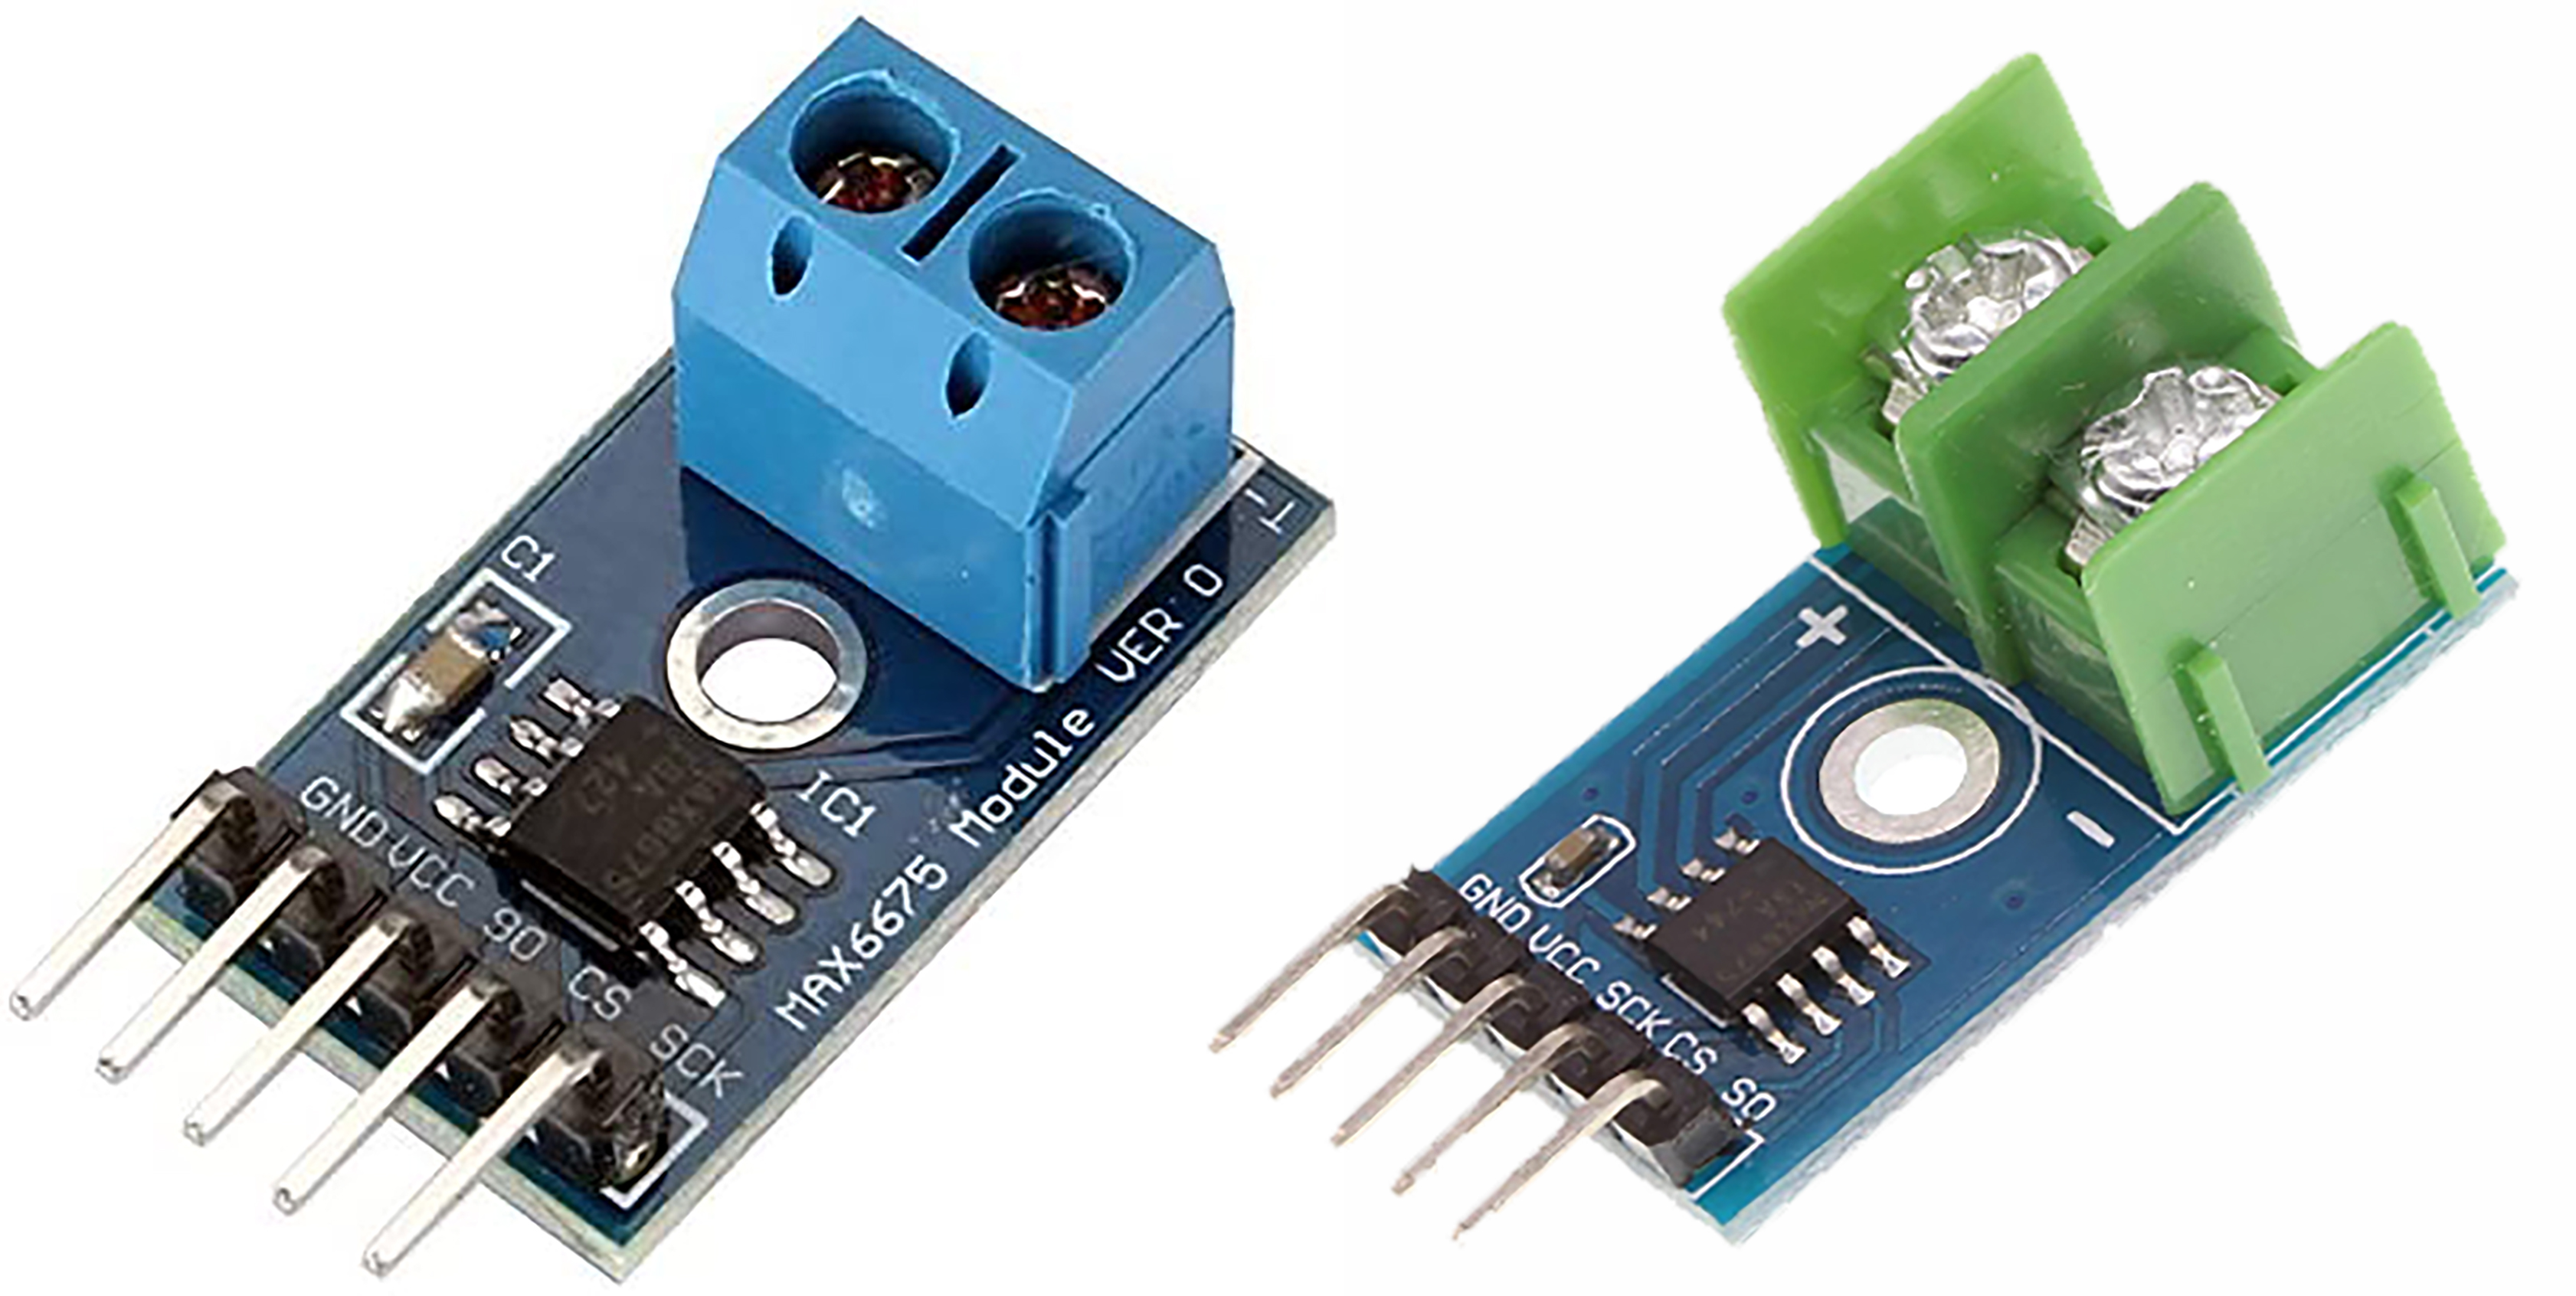 C1
GND
VCC
SO
CS
SCK
IC1
MAX6675 Module VER 0
T-
+
-
GND
VCC
SCK
CS
SO